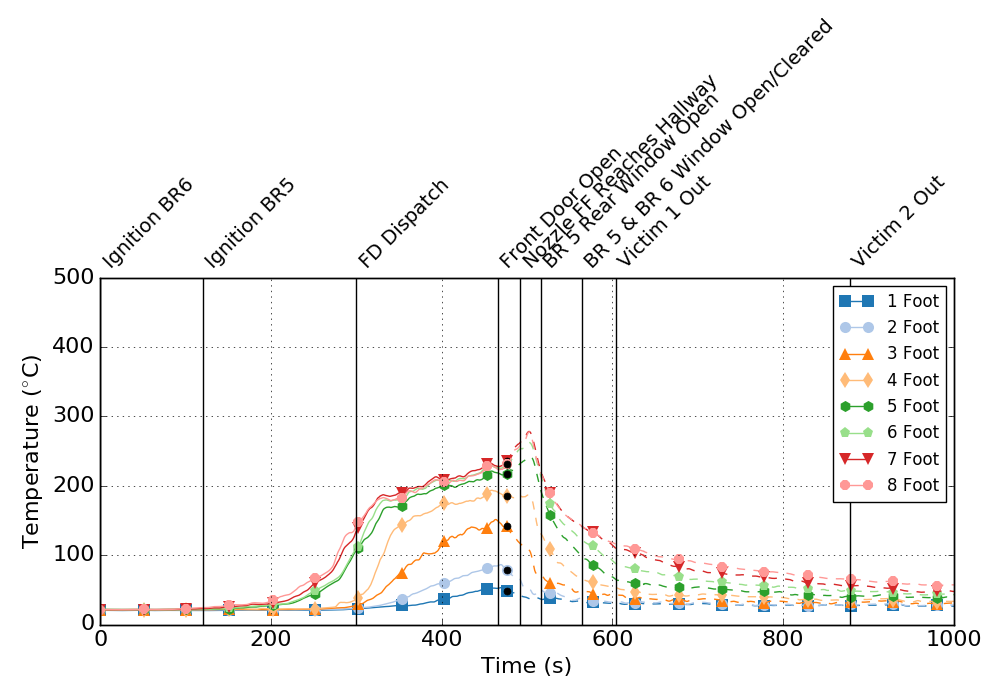 Ignition BR6
Ignition BR5
FD Dispatch
Front Door Open
Nozzle FF Reaches Hallway
BR 5 Rear Window Open
BR 5 & BR 6 Window Open/Cleared
Victim 1 Out
Victim 2 Out
500
400
300
200
100
0
Temperature (°C)
1 Foot
2 Foot
3 Foot
4 Foot
5 Foot
6 Foot
7 Foot
8 Foot
0 200 400 600 800 1000
Time (s)